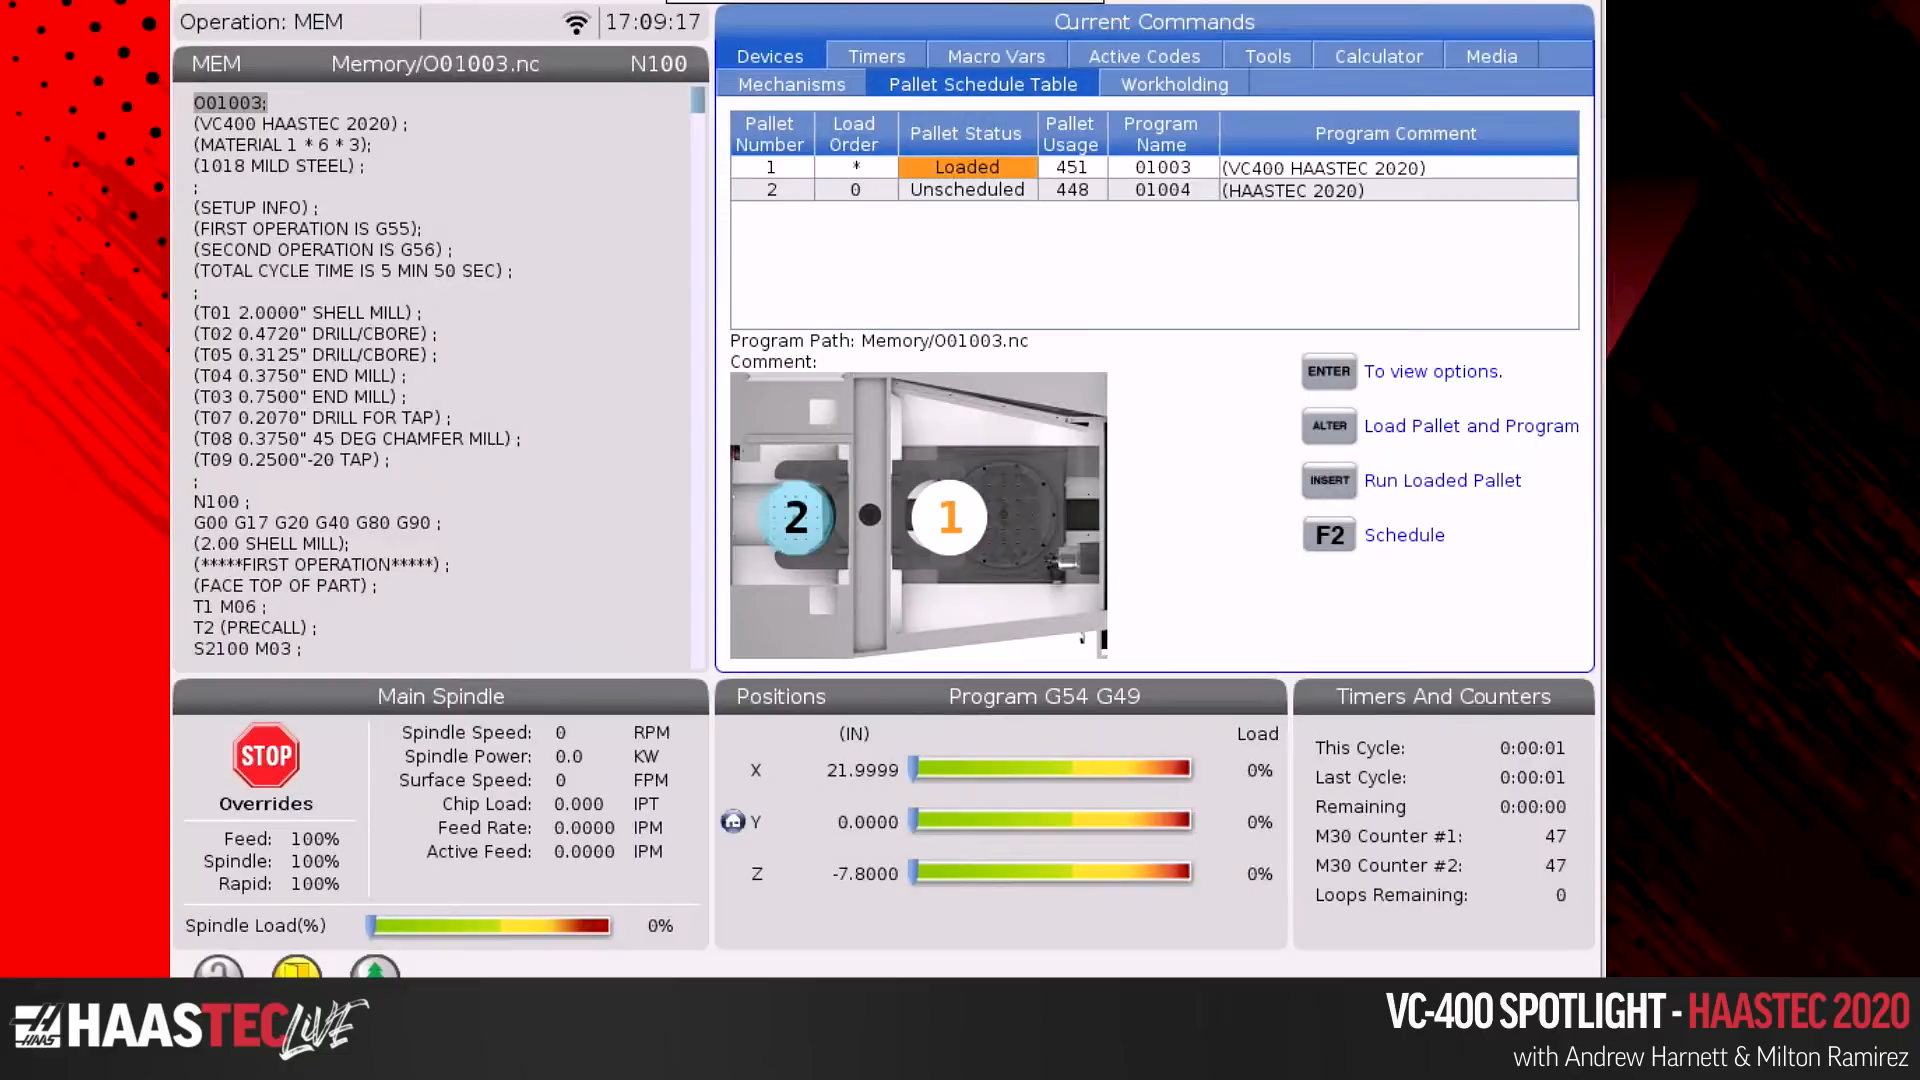 Operation: MEM
17:09:17
MEM Memory/O01003.nc N100
O01003;
(VC400 HAASTEC 2020) ;
(MATERIAL 1 * 6 * 3);
(1018 MILD STEEL) ;
;
(SETUP INFO) ;
(FIRST OPERATION IS G55);
(SECOND OPERATION IS G56) ;
(TOTAL CYCLE TIME IS 5 MIN 50 SEC) ;
;
(T01 2.0000" SHELL MILL) ;
(T02 0.4720" DRILL/CBORE) ;
(T05 0.3125" DRILL/CBORE) ;
(T04 0.3750" END MILL) ;
(T03 0.7500" END MILL) ;
(T07 0.2070" DRILL FOR TAP) ;
(T08 0.3750" 45 DEG CHAMFER MILL) ;
(T09 0.2500"-20 TAP) ;
;
N100 ;
G00 G17 G20 G40 G80 G90 ;
(2.00 SHELL MILL);
(*****FIRST OPERATION*****) ;
(FACE TOP OF PART) ;
T1 M06 ;
T2 (PRECALL) ;
S2100 M03 ;
Current Commands
Devices Timers Macro Vars Active Codes Tools Calculator Media
Mechanisms Pallet Schedule Table Workholding
Pallet Number Load Order Pallet Status Pallet Usage Program Name Program Comment
1 * Loaded 451 O1003 (VC400 HAASTEC 2020)
2 0 Unscheduled 448 O1004 (HAASTEC 2020)
Program Path: Memory/O01003.nc
Comment:
2 1
ENTER To view options.
ALTER Load Pallet and Program
INSERT Run Loaded Pallet
F2 Schedule
Main Spindle
STOP
Overrides
Feed: 100%
Spindle: 100%
Rapid: 100%
Spindle Speed: 0 RPM
Spindle Power: 0.0 KW
Surface Speed: 0 FPM
Chip Load: 0.000 IPT
Feed Rate: 0.0000 IPM
Active Feed: 0.0000 IPM
Spindle Load(%) 0%
Positions Program G54 G49
(IN) Load
X 21.9999 0%
Y 0.0000 0%
Z -7.8000 0%
Timers And Counters
This Cycle: 0:00:01
Last Cycle: 0:00:01
Remaining 0:00:00
M30 Counter #1: 47
M30 Counter #2: 47
Loops Remaining: 0
HAAS HAASTEC LIVE
VC-400 SPOTLIGHT - HAASTEC 2020
with Andrew Harnett & Milton Ramirez